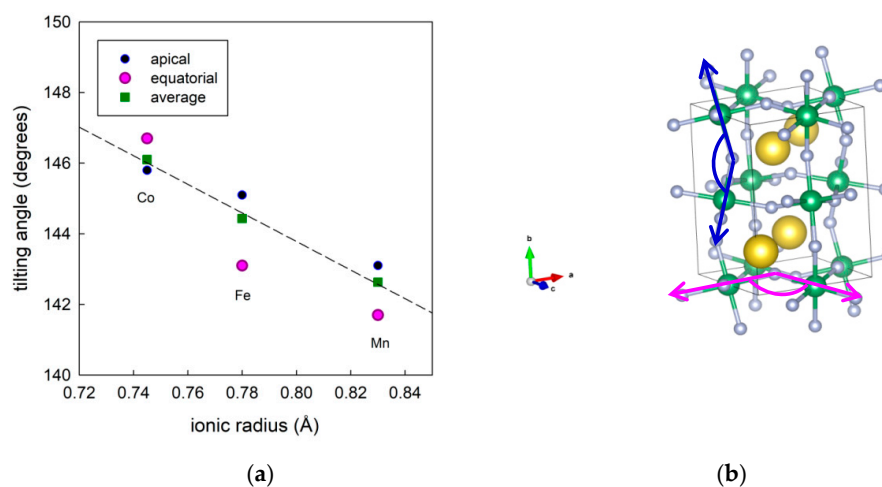 150
148
146
144
142
140
tilting angle (degrees)
apical
equatorial
average
Co
Fe
Mn
0.72 0.74 0.76 0.78 0.80 0.82 0.84
ionic radius (Å)
(a)
b
a
c
(b)